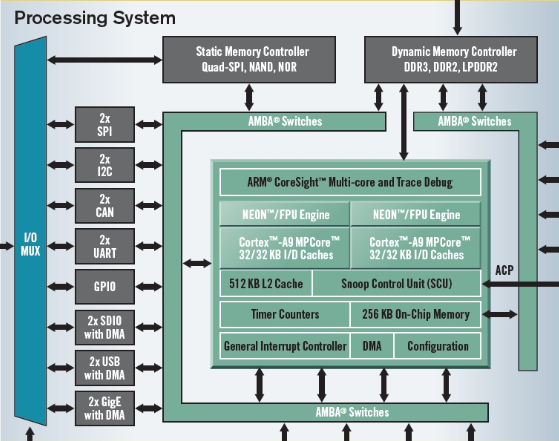 Processing System
Static Memory Controller
Quad-SPI, NAND, NOR
Dynamic Memory Controller
DDR3, DDR2, LPDDR2
AMBA® Switches
AMBA® Switches
2x
SPI
2x
I2C
2x
CAN
2x
UART
GPIO
2x SDIO
with DMA
2x USB
with DMA
2x GigE
with DMA
I/O
MUX
ARM® CoreSight™ Multi-core and Trace Debug
NEON™/FPU Engine
NEON™/FPU Engine
Cortex™-A9 MPCore™
32/32 KB I/D Caches
Cortex™-A9 MPCore™
32/32 KB I/D Caches
512 KB L2 Cache
Snoop Control Unit (SCU)
Timer Counters
256 KB On-Chip Memory
General Interrupt Controller
DMA
Configuration
ACP
AMBA® Switches